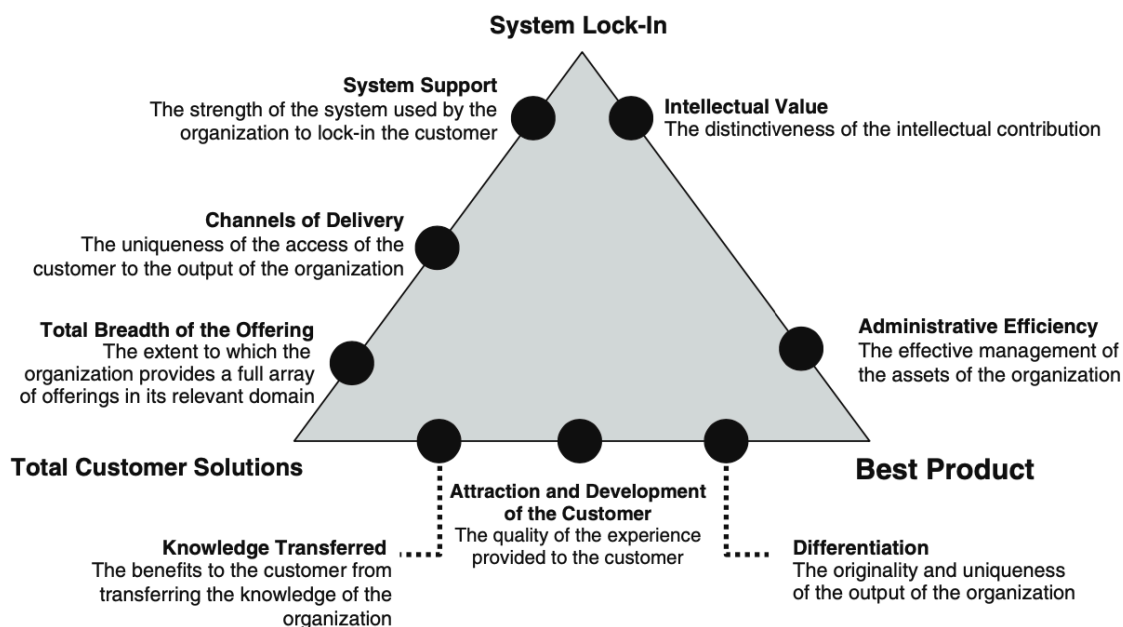 System Lock-In
System Support
The strength of the system used by the
organization to lock-in the customer
Intellectual Value
The distinctiveness of the intellectual contribution
Channels of Delivery
The uniqueness of the access of the
customer to the output of the organization
Total Breadth of the Offering
The extent to which the
organization provides a full array
of offerings in its relevant domain
Administrative Efficiency
The effective management of
the assets of the organization
Total Customer Solutions
Best Product
Attraction and Development
of the Customer
The quality of the experience
provided to the customer
Knowledge Transferred
The benefits to the customer from
transferring the knowledge of the
organization
Differentiation
The originality and uniqueness
of the output of the organization